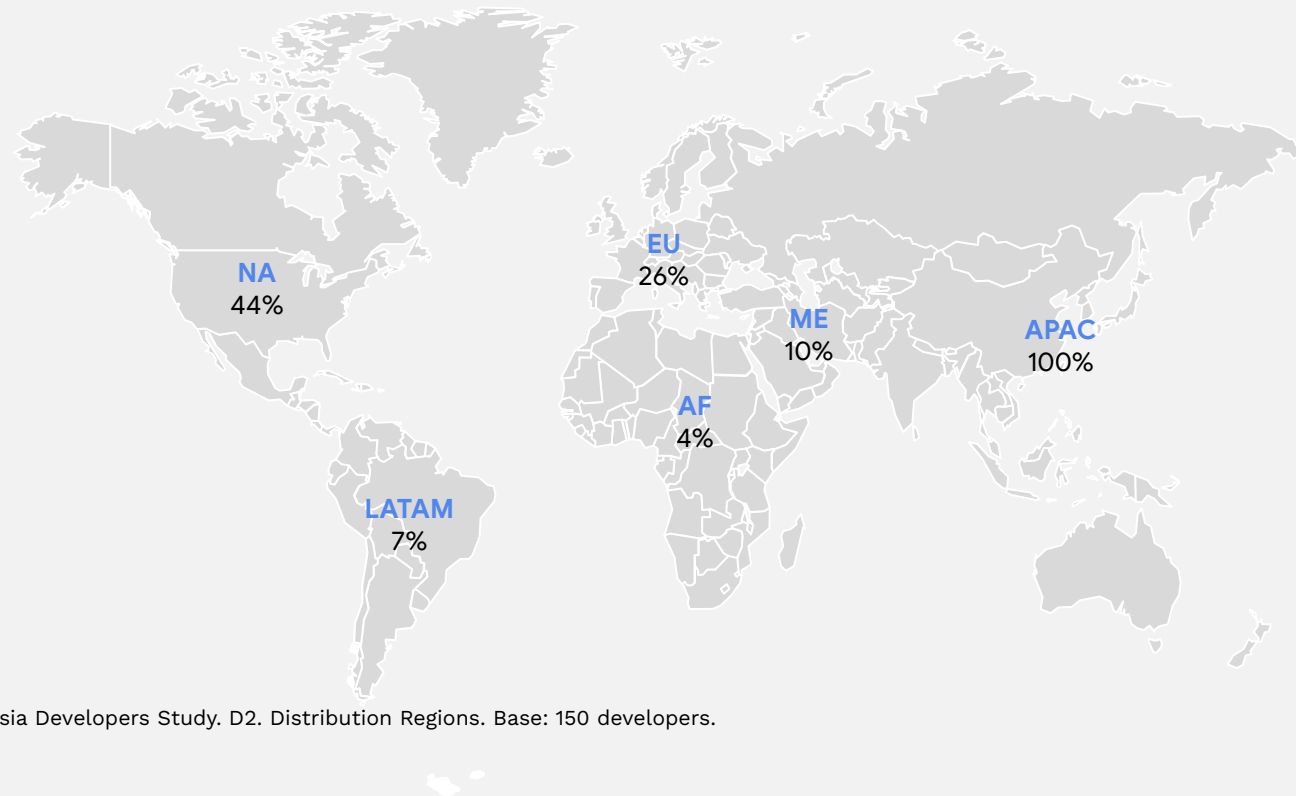 EU
26%
NA
44%
ME
10%
APAC
100%
AF
4%
LATAM
7%
Developers Study. D2. Distribution Regions. Base: 150 developers.